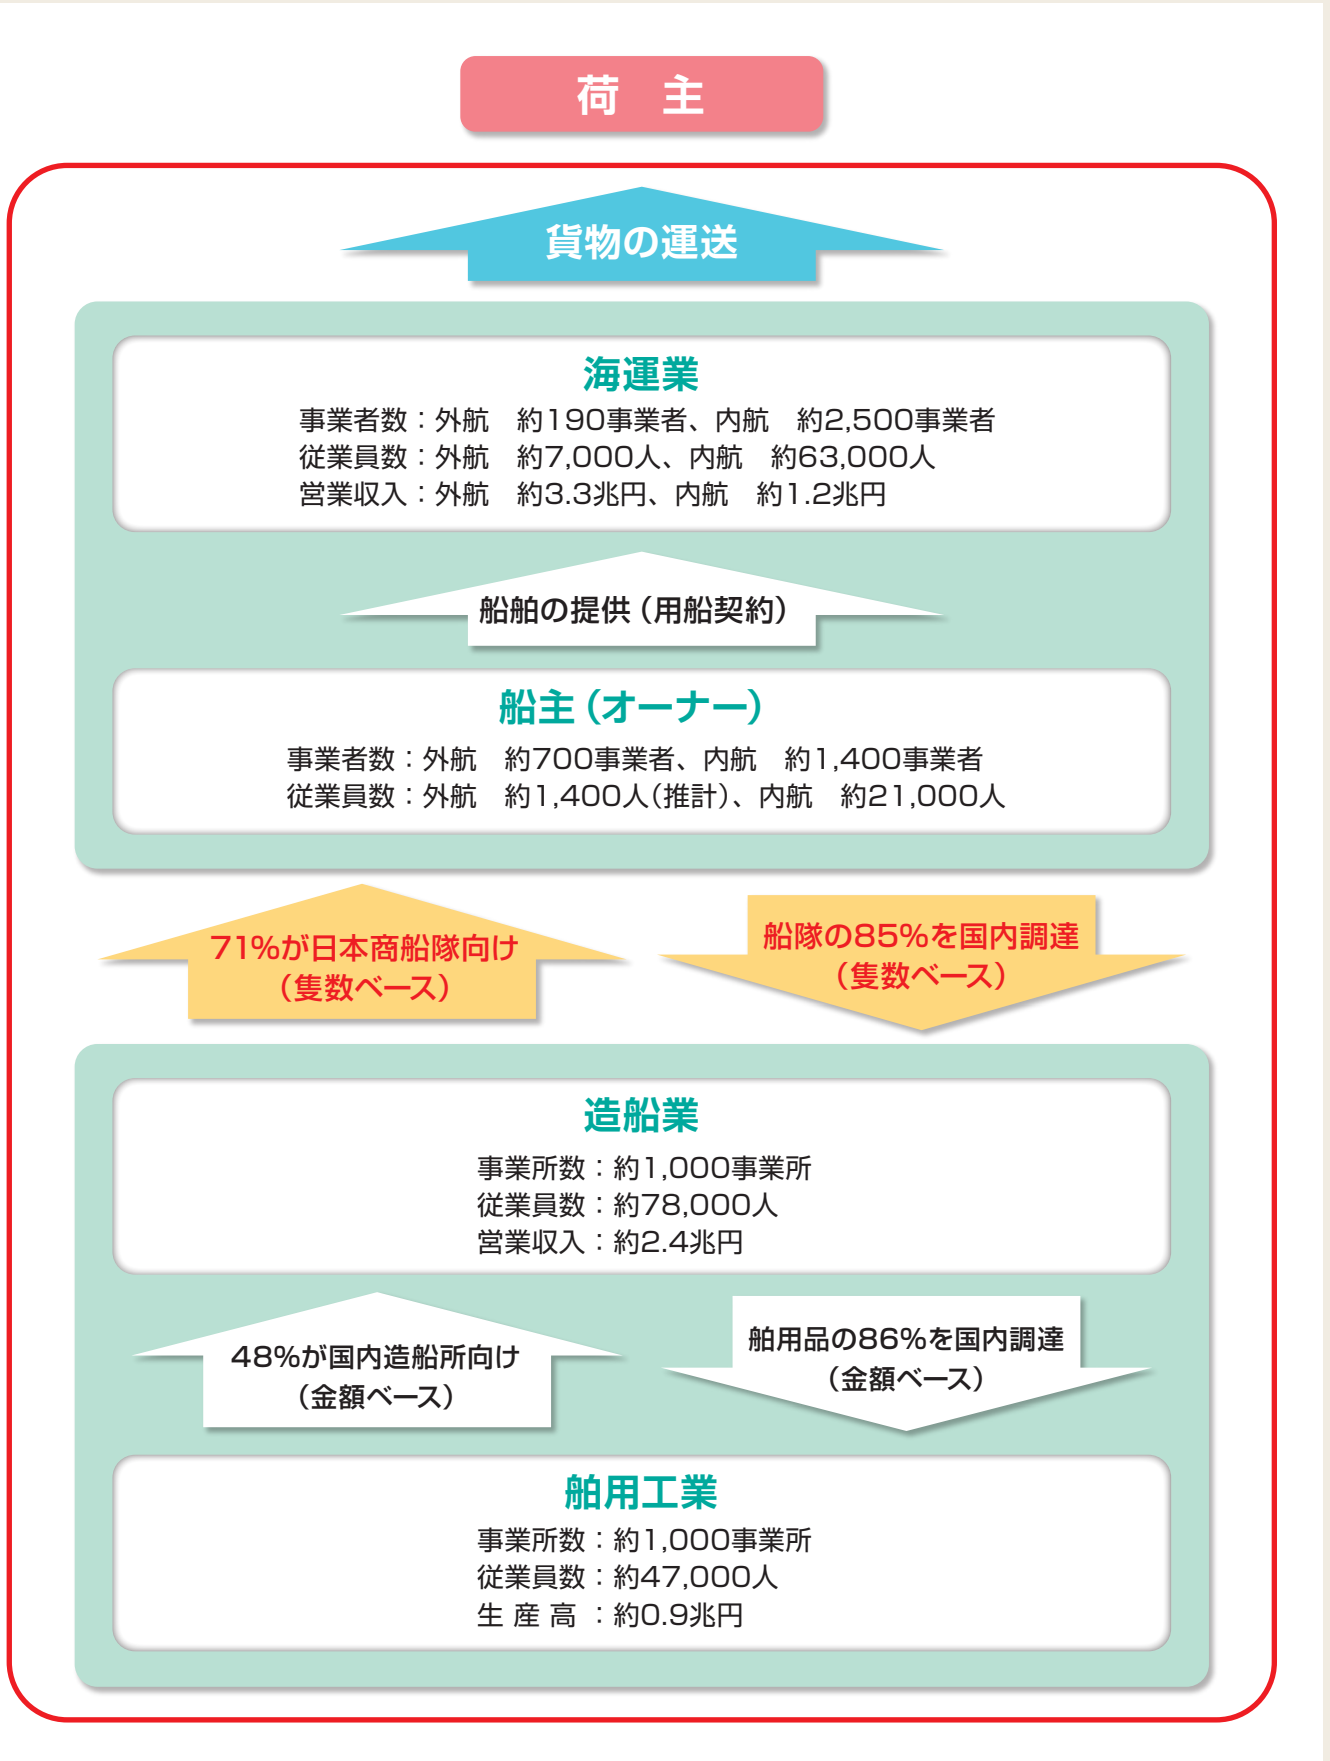 荷　主
貨物の運送
海運業
事業者数：外航　約190事業者、内航　約2,500事業者
従業員数：外航　約7,000人、内航　約63,000人
営業収入：外航　約3.3兆円、内航　約1.2兆円
船舶の提供（用船契約）
船主（オーナー）
事業者数：外航　約700事業者、内航　約1,400事業者
従業員数：外航　約1,400人（推計）、内航　約21,000人
71%が日本商船隊向け
（隻数ベース）
船隊の85%を国内調達
（隻数ベース）
造船業
事業所数：約1,000事業所
従業員数：約78,000人
営業収入：約2.4兆円
48%が国内造船所向け
（金額ベース）
舶用品の86%を国内調達
（金額ベース）
舶用工業
事業所数：約1,000事業所
従業員数：約47,000人
生 産 高 ：約0.9兆円